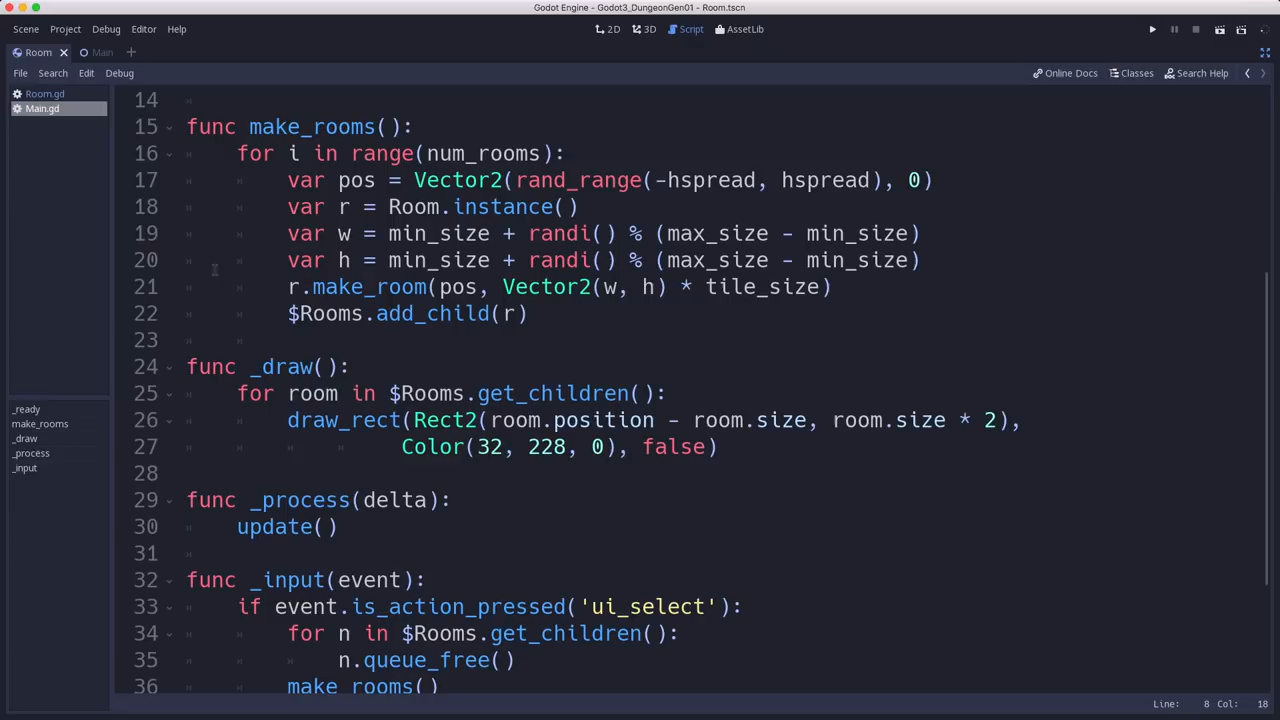 Godot Engine - Godot3_DungeonGen01 - Room.tscn
Scene Project Debug Editor Help
2D 3D Script AssetLib
Room Main
File Search Edit Debug
Online Docs Classes Search Help
Room.gd
Main.gd
_ready
make_rooms
_draw
_process
_input
14
15 func make_rooms():
16 for i in range(num_rooms):
17 var pos = Vector2(rand_range(-hspread, hspread), 0)
18 var r = Room.instance()
19 var w = min_size + randi() % (max_size - min_size)
20 var h = min_size + randi() % (max_size - min_size)
21 r.make_room(pos, Vector2(w, h) * tile_size)
22 $Rooms.add_child(r)
23
24 func _draw():
25 for room in $Rooms.get_children():
26 draw_rect(Rect2(room.position - room.size, room.size * 2),
27 Color(32, 228, 0), false)
28
29 func _process(delta):
30 update()
31
32 func _input(event):
33 if event.is_action_pressed('ui_select'):
34 for n in $Rooms.get_children():
35 n.queue_free()
36 make_rooms()
Line: 8 Col: 18